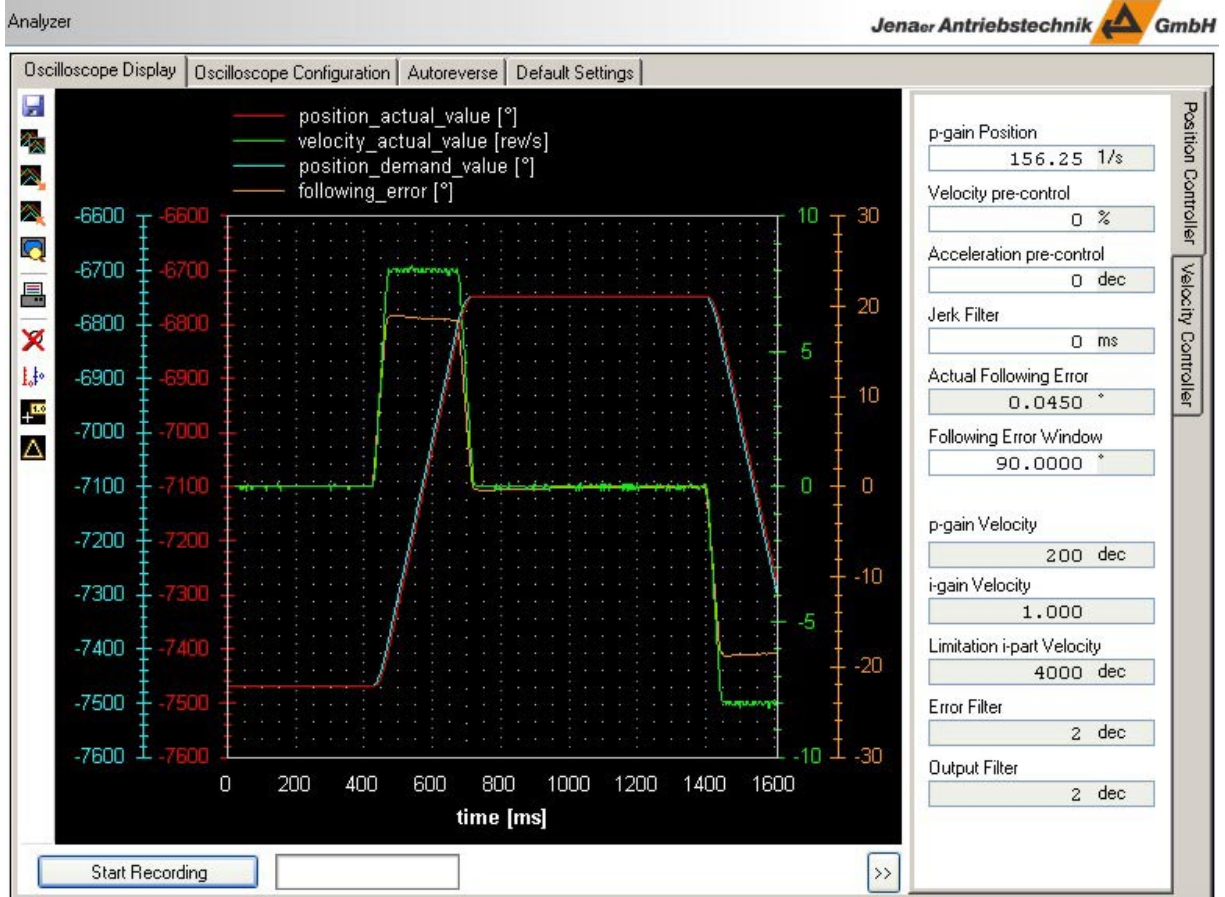 Analyzer
Jenaer Antriebstechnik GmbH
Oscilloscope Display Oscilloscope Configuration Autoreverse Default Settings
position_actual_value [°]
velocity_actual_value [rev/s]
position_demand_value [°]
following_error [°]
-6600 -6600 10 30
-6700 -6700
-6800 -6800 20
5
-6900 -6900
10
-7000 -7000
-7100 -7100 0 0
-7200 -7200
-10
-7300 -7300
-5
-7400 -7400
-20
-7500 -7500
-7600 -7600 -10 -30
0 200 400 600 800 1000 1200 1400 1600
time [ms]
Start Recording >>
p-gain Position
156.25 1/s
Velocity pre-control
0 %
Acceleration pre-control
0 dec
Jerk Filter
0 ms
Actual Following Error
0.0450 °
Following Error Window
90.0000 °
p-gain Velocity
200 dec
i-gain Velocity
1.000
Limitation i-part Velocity
4000 dec
Error Filter
2 dec
Output Filter
2 dec
Position Controller
Velocity Controller